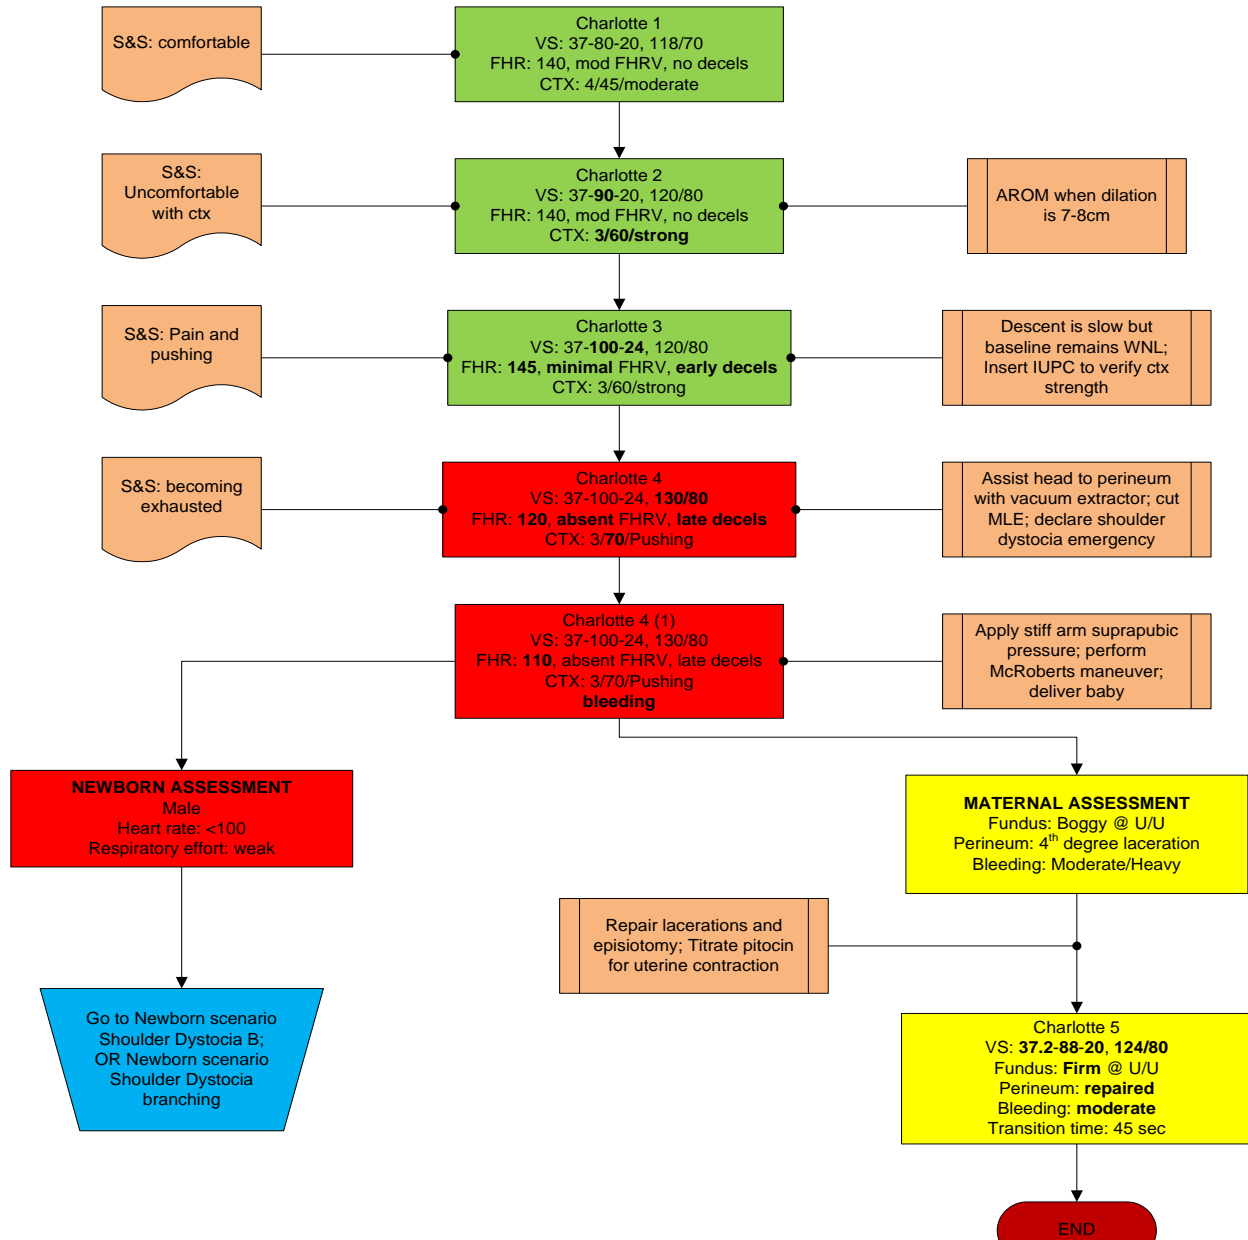 S&S: comfortable
Charlotte 1
VS: 37-80-20, 118/70
FHR: 140, mod FHRV, no decels
CTX: 4/45/moderate
S&S:
Uncomfortable
with ctx
Charlotte 2
VS: 37-90-20, 120/80
FHR: 140, mod FHRV, no decels
CTX: 3/60/strong
AROM when dilation
is 7-8cm
S&S: Pain and
pushing
Charlotte 3
VS: 37-100-24, 120/80
FHR: 145, minimal FHRV, early decels
CTX: 3/60/strong
Descent is slow but
baseline remains WNL;
Insert IUPC to verify ctx
strength
S&S: becoming
exhausted
Charlotte 4
VS: 37-100-24, 130/80
FHR: 120, absent FHRV, late decels
CTX: 3/70/Pushing
Assist head to perineum
with vacuum extractor; cut
MLE; declare shoulder
dystocia emergency
Charlotte 4 (1)
VS: 37-100-24, 130/80
FHR: 110, absent FHRV, late decels
CTX: 3/70/Pushing
bleeding
Apply stiff arm suprapubic
pressure; perform
McRoberts maneuver;
deliver baby
NEWBORN ASSESSMENT
Male
Heart rate: <100
Respiratory effort: weak
MATERNAL ASSESSMENT
Fundus: Boggy @ U/U
Perineum: 4th degree laceration
Bleeding: Moderate/Heavy
Repair lacerations and
episiotomy; Titrate pitocin
for uterine contraction
Go to Newborn scenario
Shoulder Dystocia B;
OR Newborn scenario
Shoulder Dystocia
branching
Charlotte 5
VS: 37.2-88-20, 124/80
Fundus: Firm @ U/U
Perineum: repaired
Bleeding: moderate
Transition time: 45 sec
END